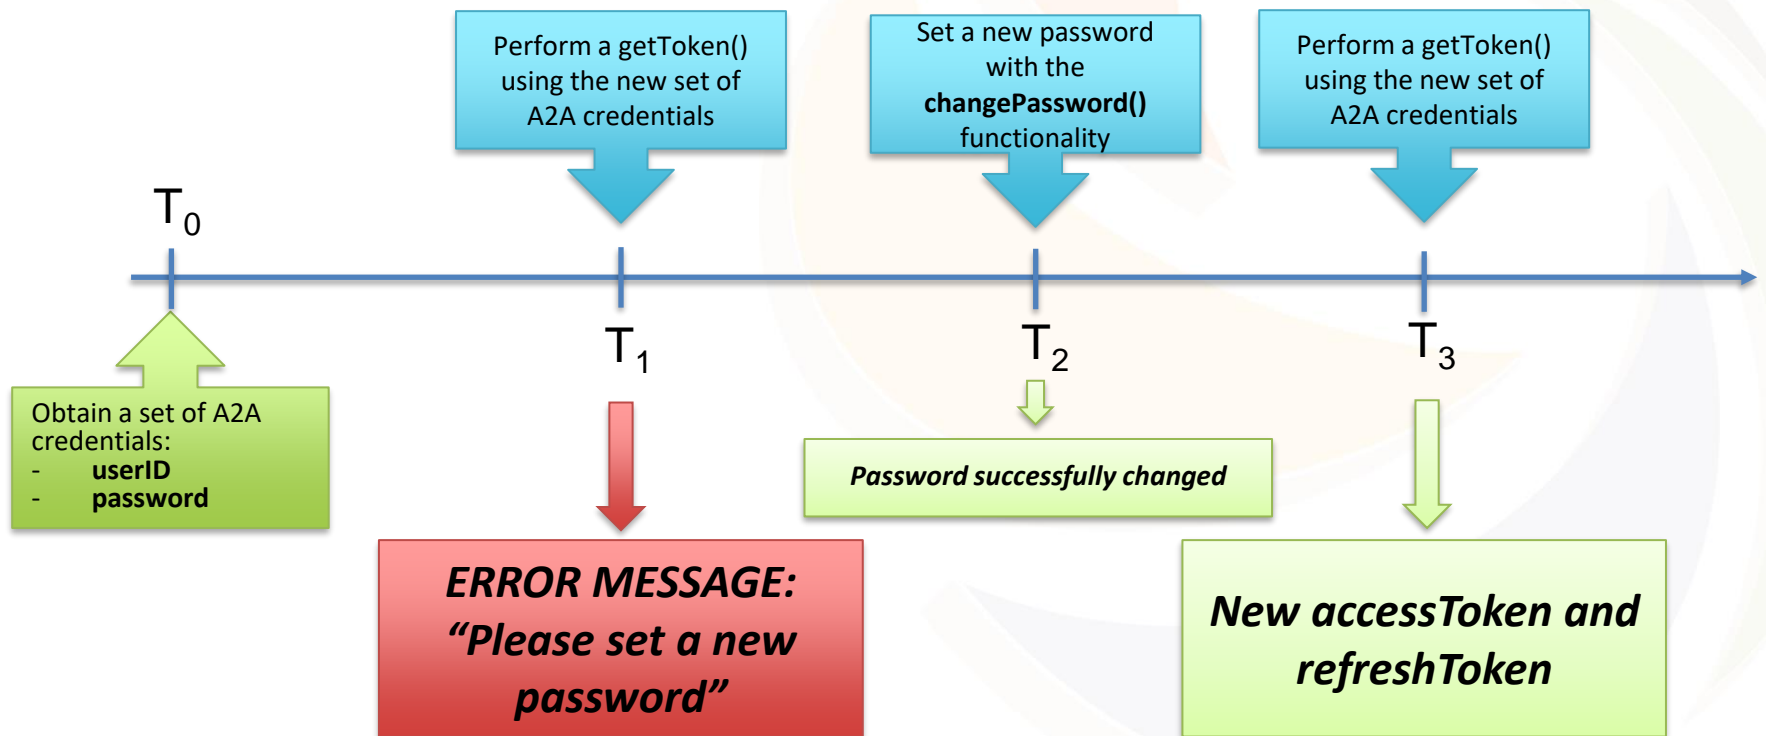 Perform a getToken()
using the new set of
A2A credentials
Set a new password
with the
changePassword()
functionality
Perform a getToken()
using the new set of
A2A credentials
T0
T1
T2
T3
Obtain a set of A2A
credentials:
- userID
- password
Password successfully changed
ERROR MESSAGE:
“Please set a new
password”
New accessToken and
refreshToken